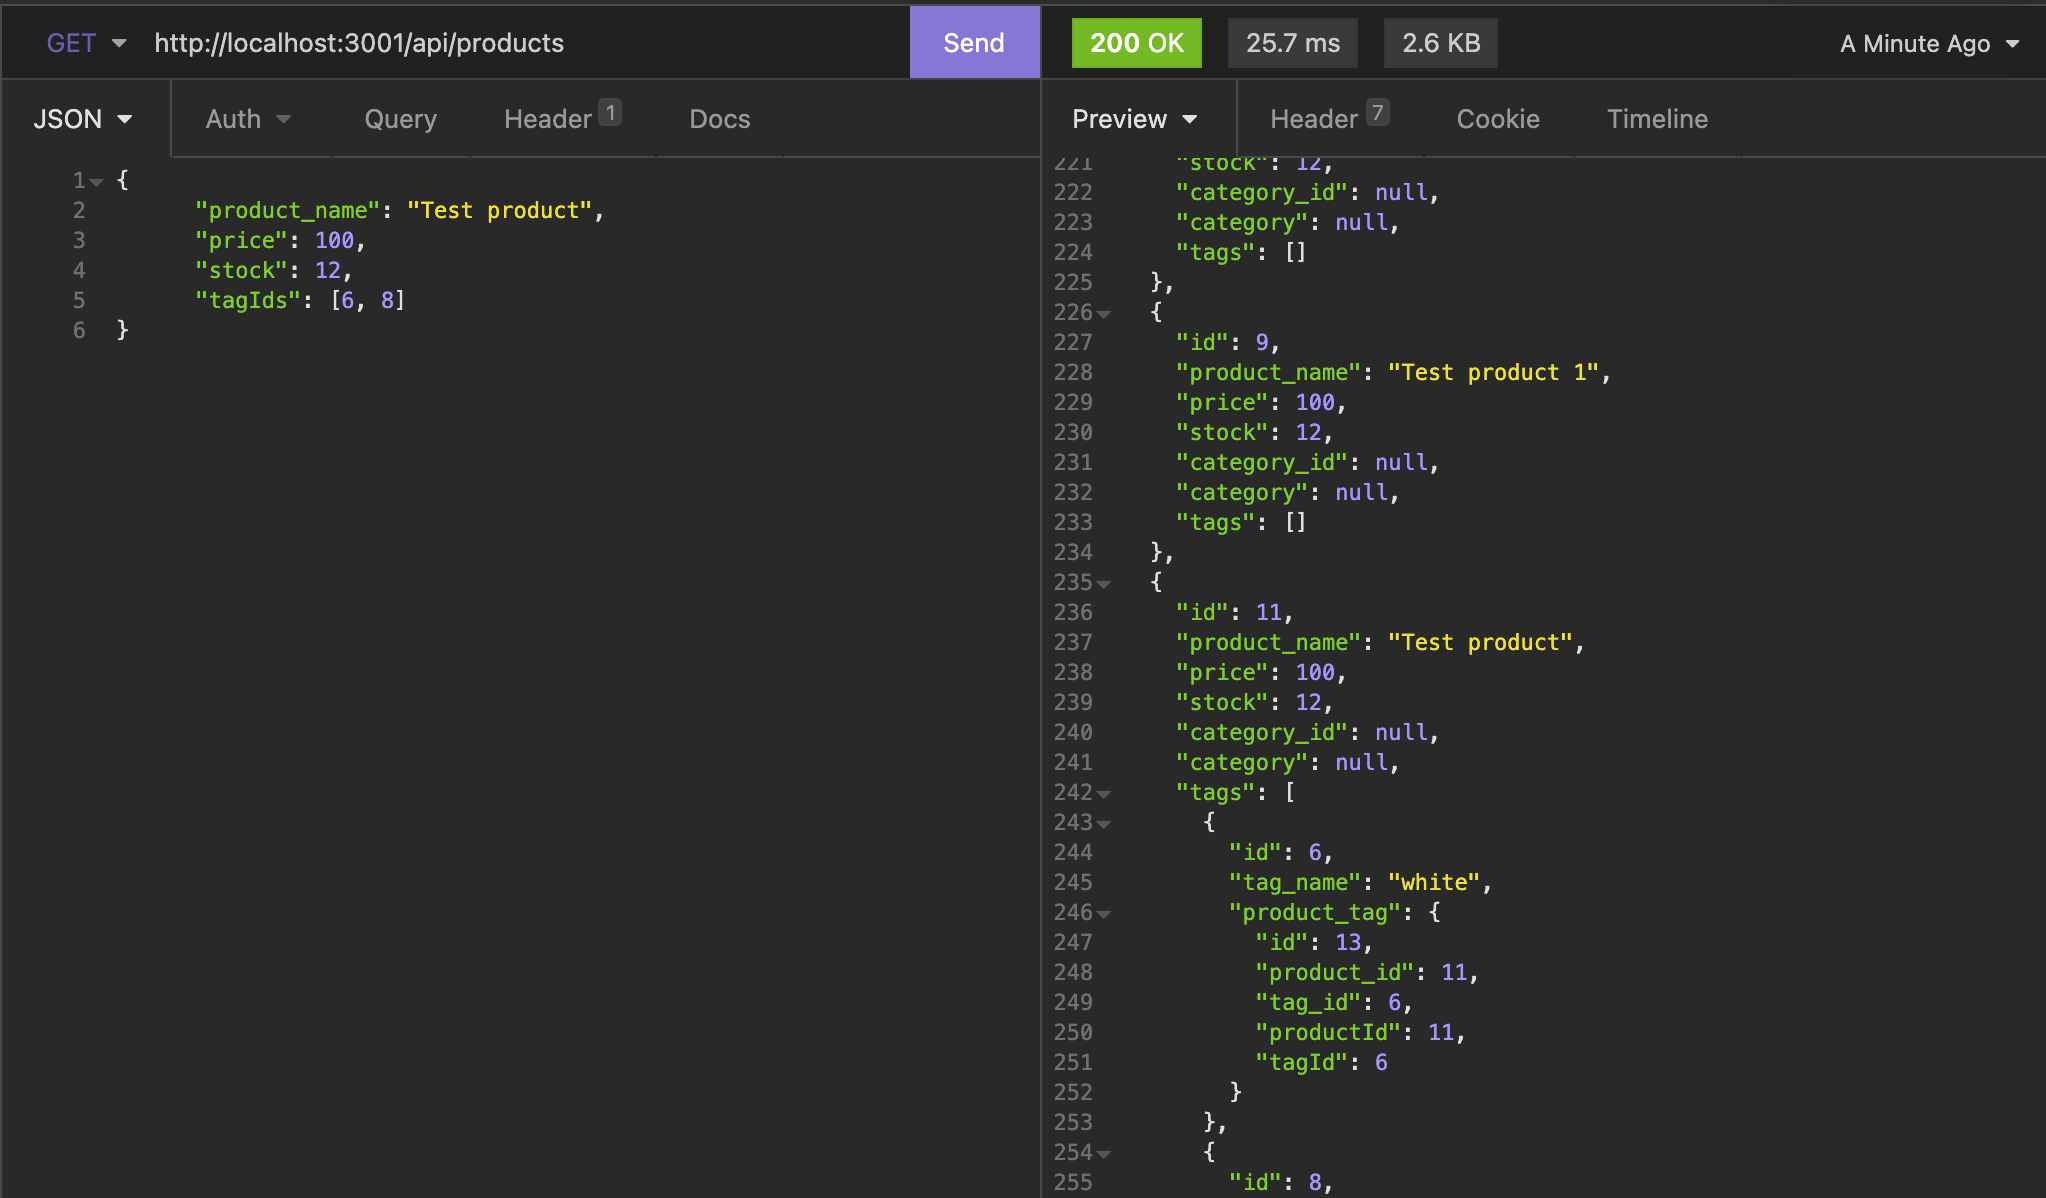 GET http://localhost:3001/api/products Send
200 OK 25.7 ms 2.6 KB A Minute Ago
JSON Auth Query Header 1 Docs
Preview Header 7 Cookie Timeline
1 {
2 "product_name": "Test product",
3 "price": 100,
4 "stock": 12,
5 "tagIds": [6, 8]
6 }
221 "stock": 12,
222 "category_id": null,
223 "category": null,
224 "tags": []
225 },
226 {
227 "id": 9,
228 "product_name": "Test product 1",
229 "price": 100,
230 "stock": 12,
231 "category_id": null,
232 "category": null,
233 "tags": []
234 },
235 {
236 "id": 11,
237 "product_name": "Test product",
238 "price": 100,
239 "stock": 12,
240 "category_id": null,
241 "category": null,
242 "tags": [
243 {
244 "id": 6,
245 "tag_name": "white",
246 "product_tag": {
247 "id": 13,
248 "product_id": 11,
249 "tag_id": 6,
250 "productId": 11,
251 "tagId": 6
252 }
253 },
254 {
255 "id": 8,